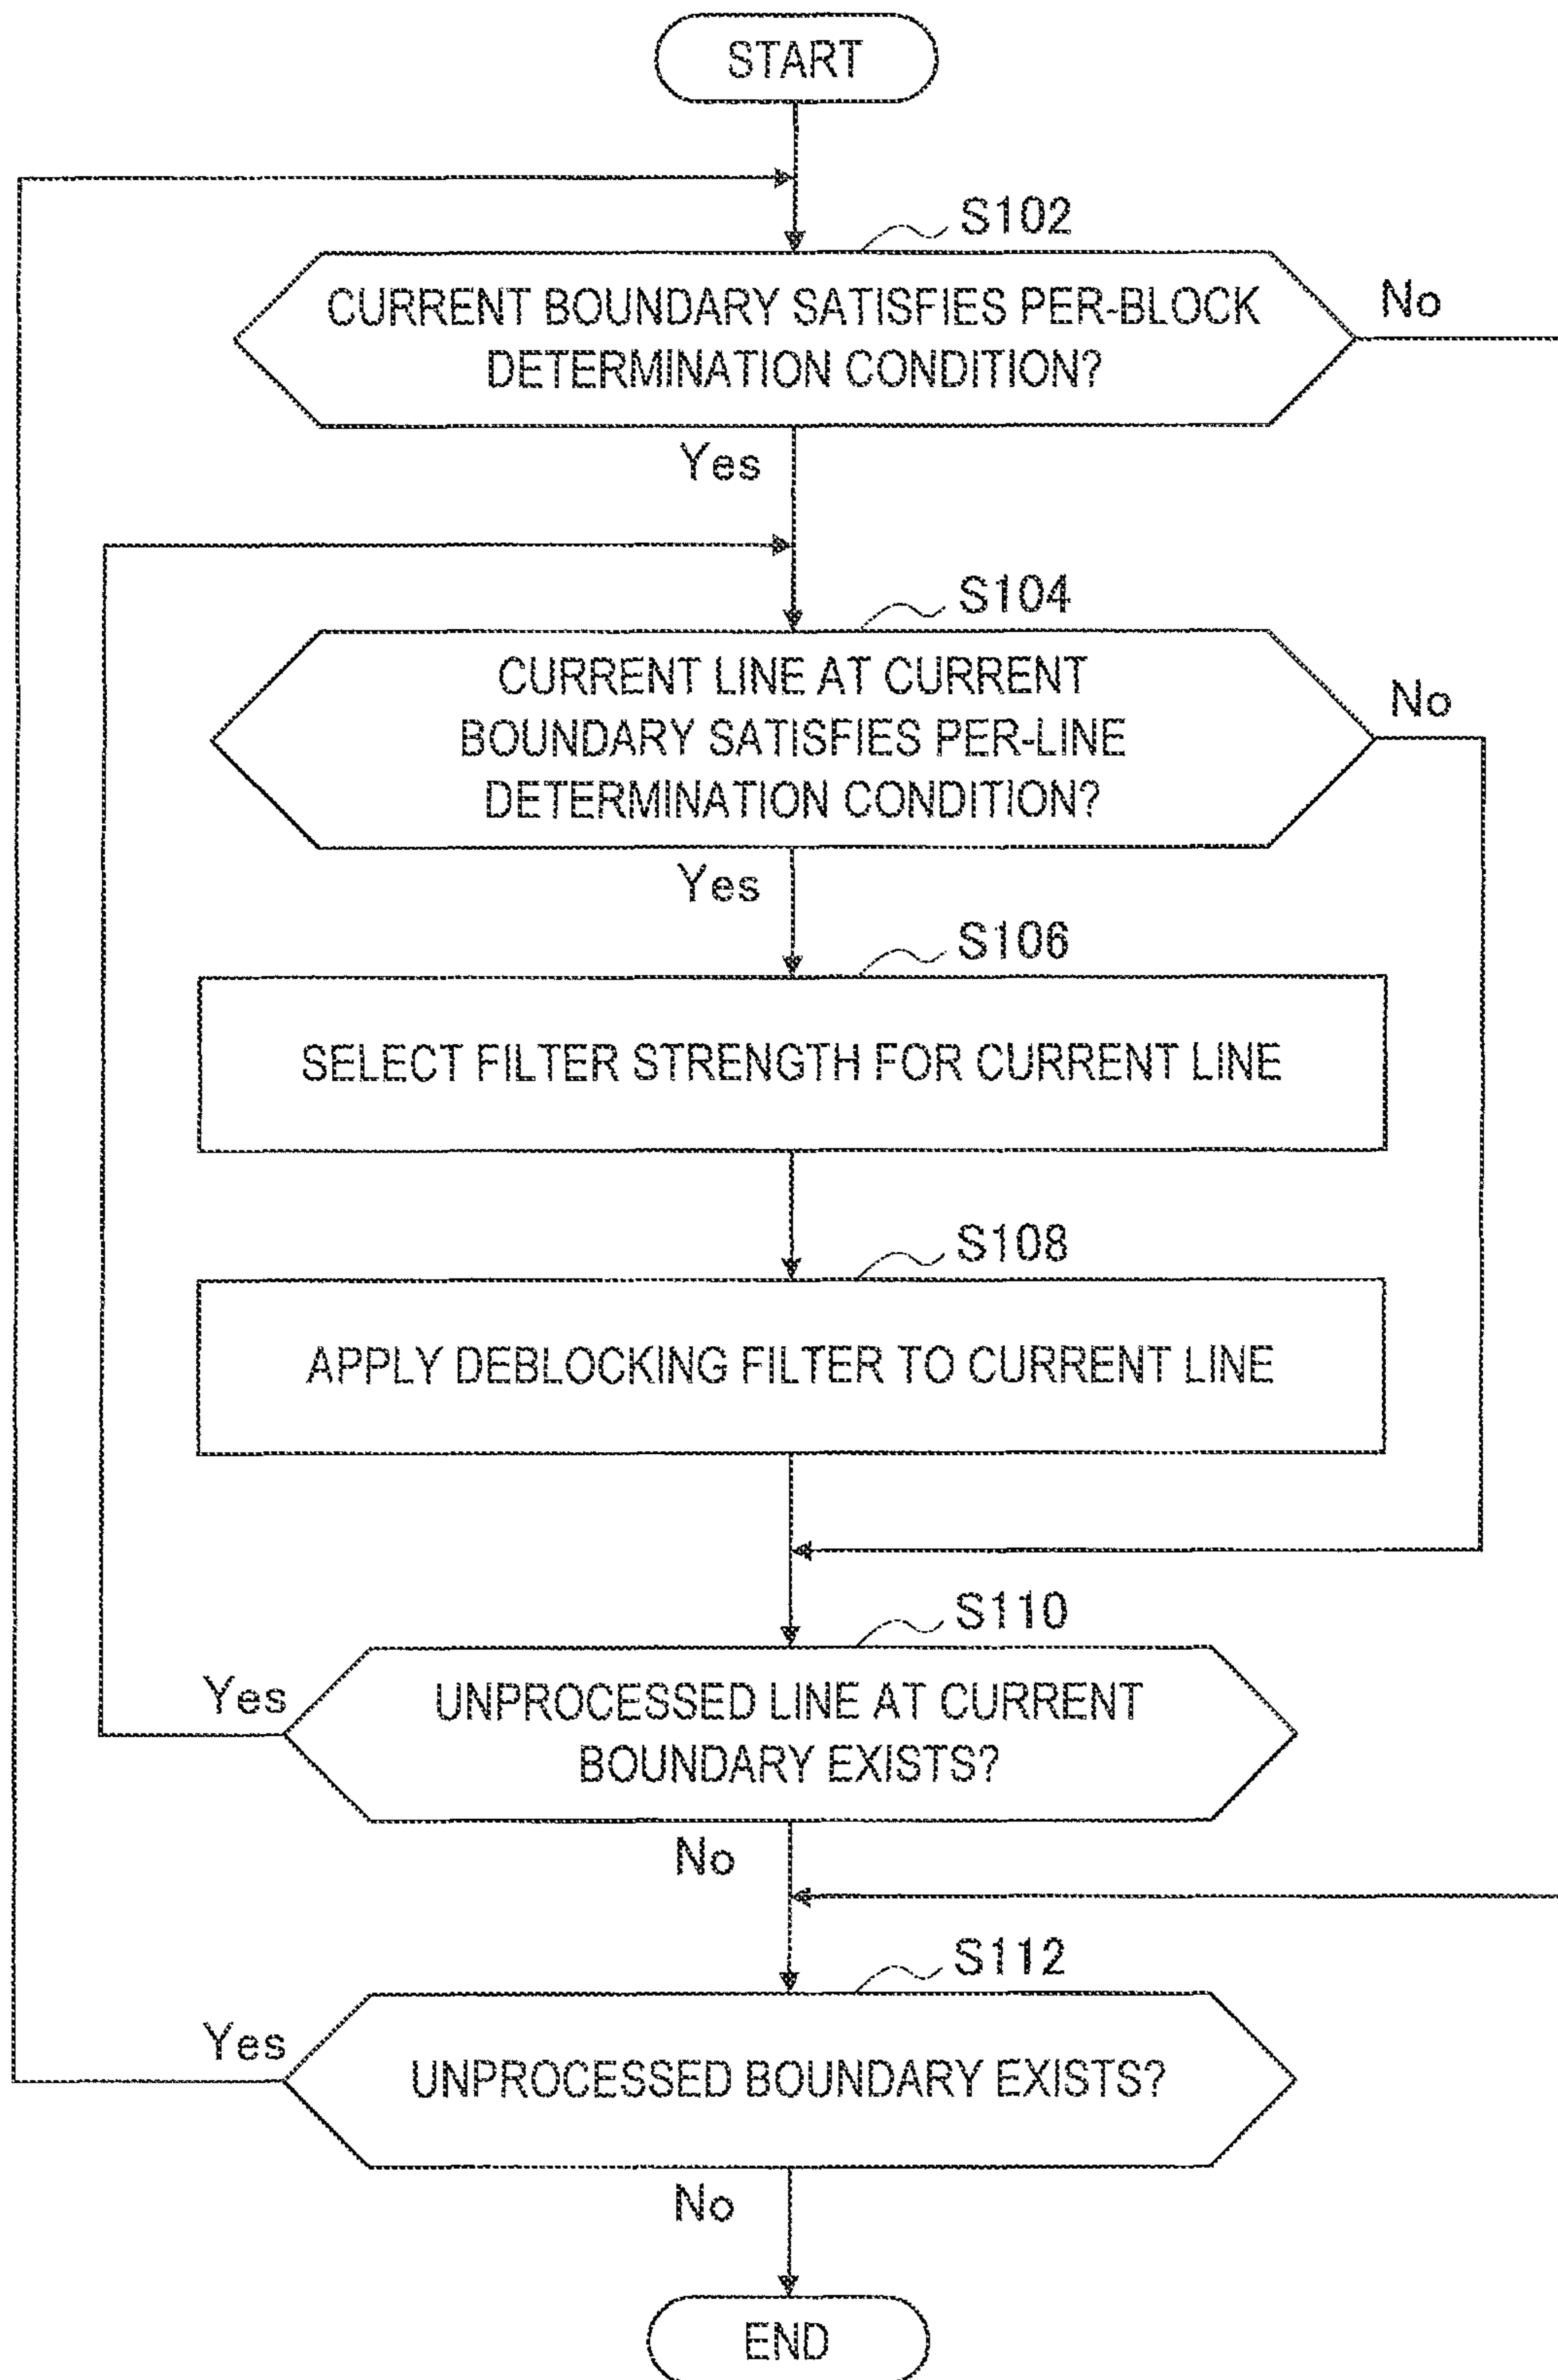 START
S102
CURRENT BOUNDARY SATISFIES PER-BLOCK
DETERMINATION CONDITION?
No
Yes
S104
CURRENT LINE AT CURRENT
BOUNDARY SATISFIES PER-LINE
DETERMINATION CONDITION?
No
Yes
S106
SELECT FILTER STRENGTH FOR CURRENT LINE
S108
APPLY DEBLOCKING FILTER TO CURRENT LINE
S110
Yes
UNPROCESSED LINE AT CURRENT
BOUNDARY EXISTS?
No
S112
Yes
UNPROCESSED BOUNDARY EXISTS?
No
END